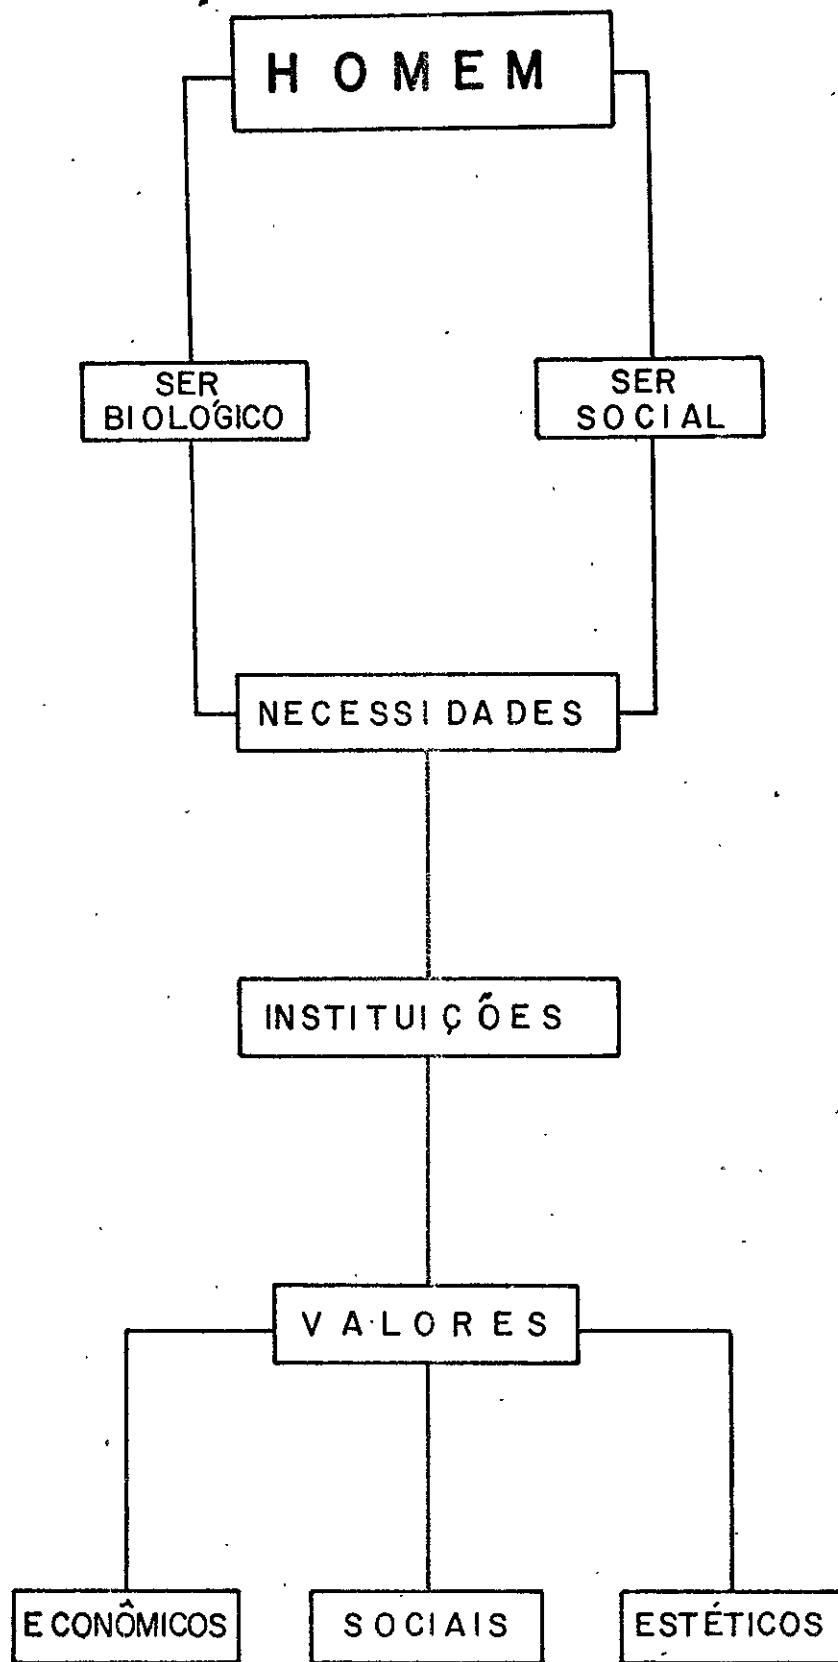 HOMEM
SER
BIOLÓGICO
SER
SOCIAL
NECESSIDADES
INSTITUIÇÕES
VALORES
ECONÔMICOS
SOCIAIS
ESTÉTICOS